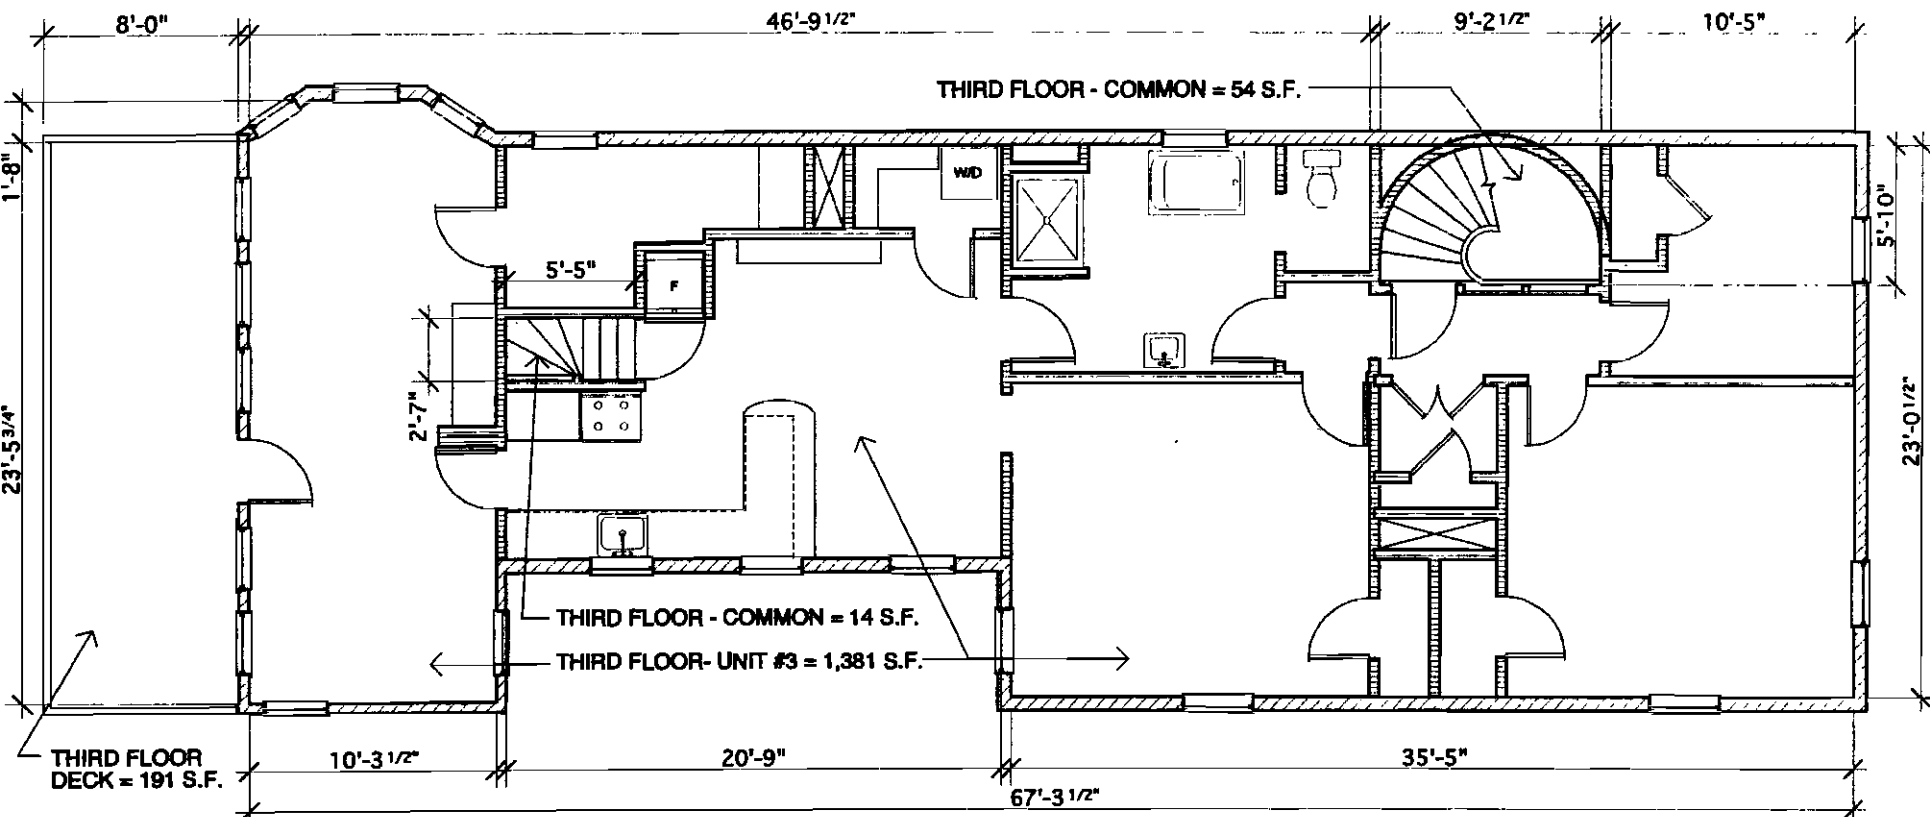 8'-0"
46'-9 1/2"
9'-2 1/2"
10'-5"
THIRD FLOOR - COMMON = 54 S.F.
1'-8"
W/D
5'-10"
5'-5"
F
2'-7"
23'-5 3/4"
23'-0 1/2"
THIRD FLOOR - COMMON = 14 S.F.
THIRD FLOOR- UNIT #3 = 1,381 S.F.
THIRD FLOOR
DECK = 191 S.F.
10'-3 1/2"
20'-9"
35'-5"
67'-3 1/2"